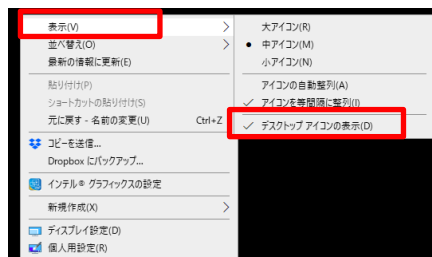 表示(V)
並べ替え(O)
最新の情報に更新(E)
貼り付け(P)
ショートカットの貼り付け(S)
元に戻す - 名前の変更(U) Ctrl+Z
コピーを送信...
Dropbox にバックアップ...
インテル® グラフィックスの設定
新規作成(X)
ディスプレイ設定(D)
個人用設定(R)
大アイコン(R)
中アイコン(M)
小アイコン(N)
アイコンの自動整列(A)
アイコンを等間隔に整列(I)
デスクトップ アイコンの表示(D)